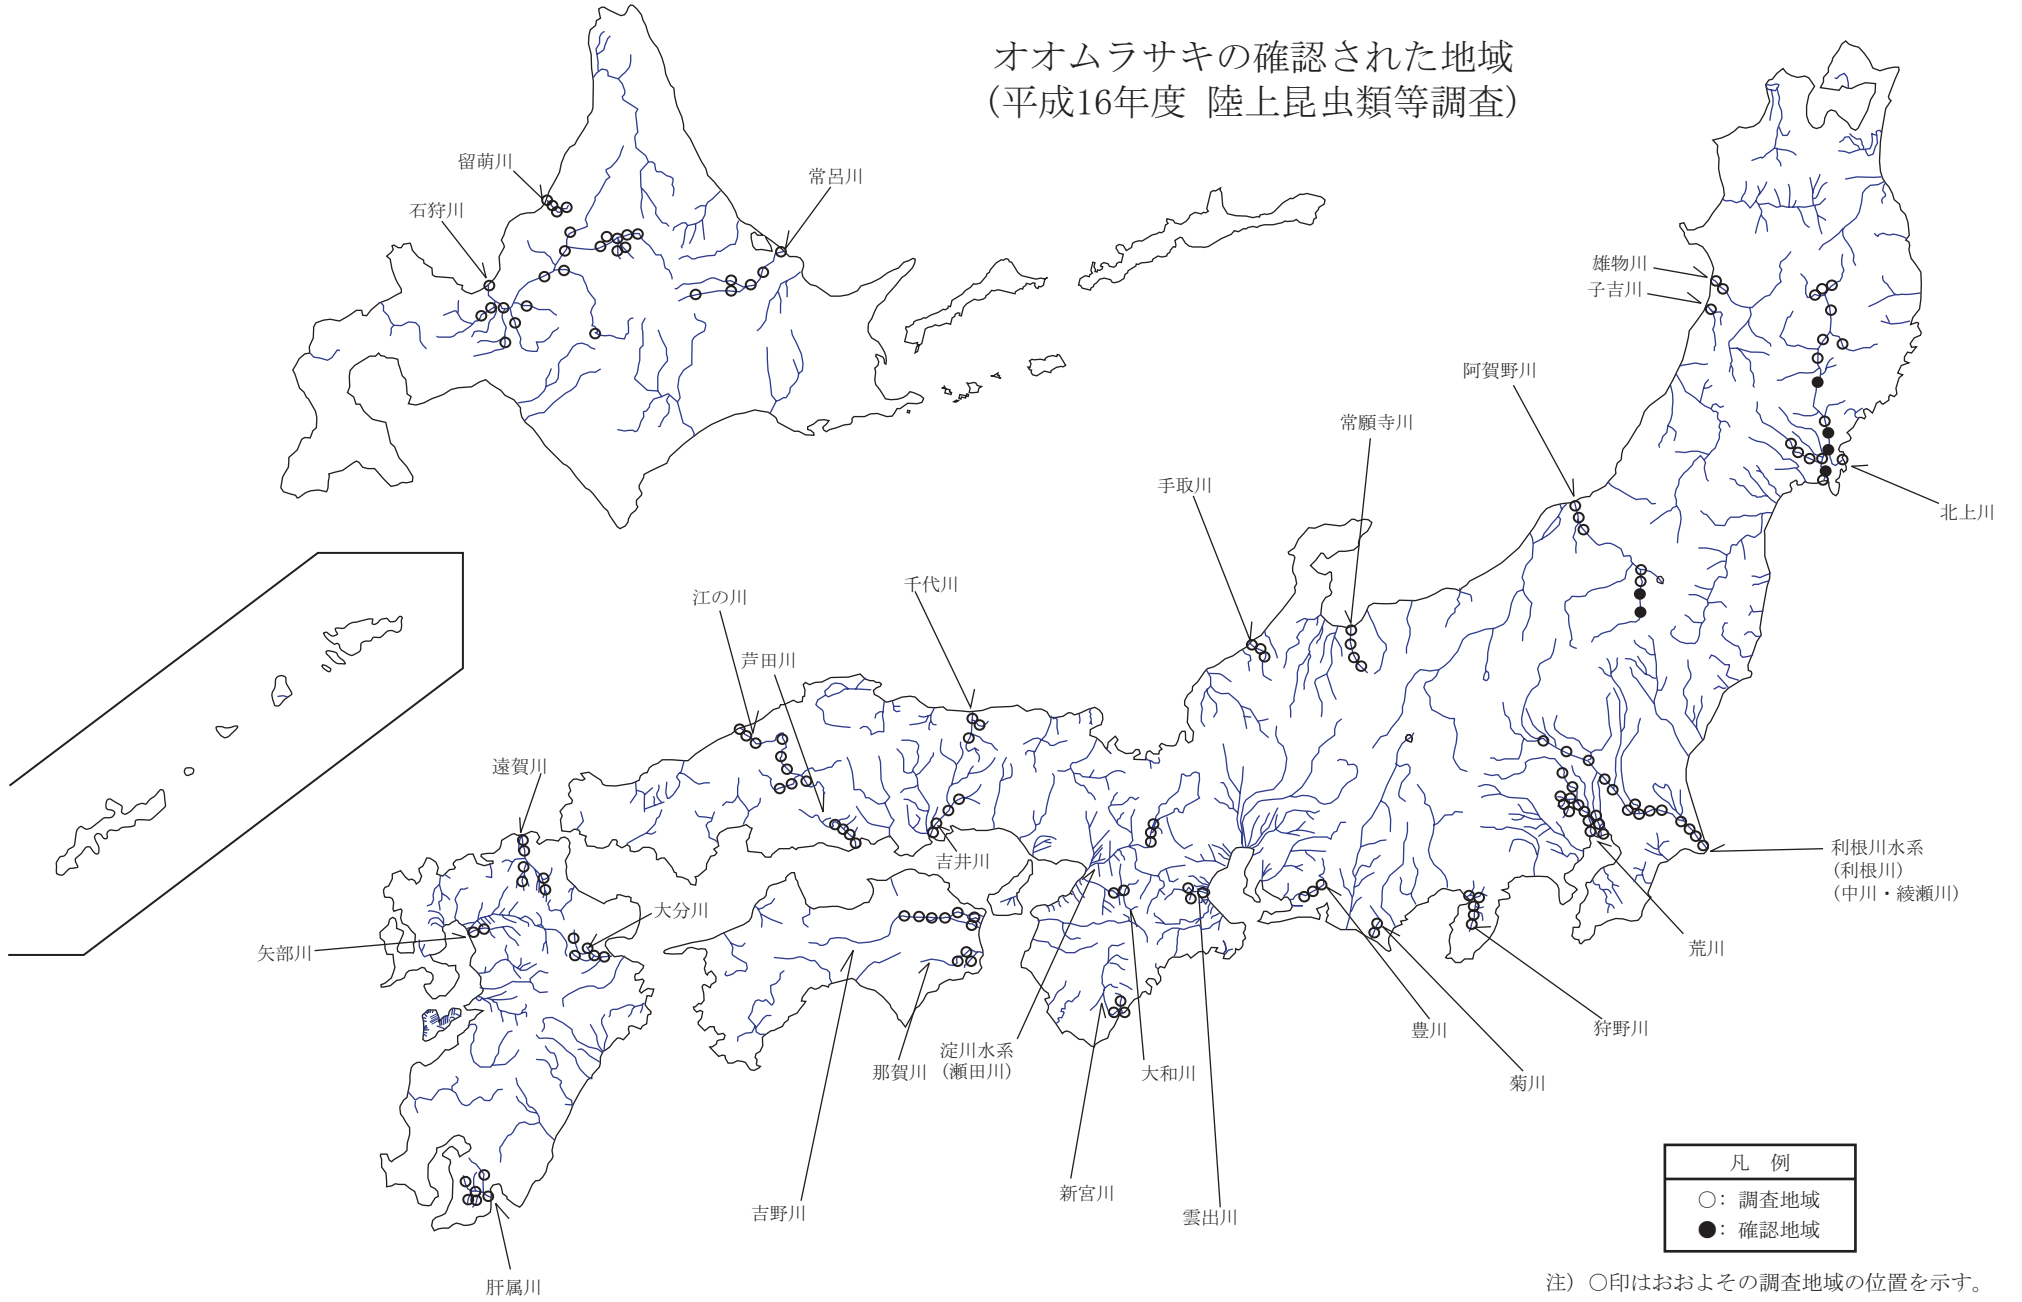 オオムラサキの確認された地域
(平成16年度 陸上昆虫類等調査)
留萌川
常呂川
石狩川
雄物川
子吉川
阿賀野川
常願寺川
手取川
北上川
千代川
江の川
芦田川
遠賀川
吉井川
利根川水系
(利根川)
(中川・綾瀬川)
大分川
矢部川
荒川
豊川
狩野川
淀川水系
(瀬田川)
那賀川
大和川
菊川
新宮川
吉野川
雲出川
肝属川
凡 例
○: 調査地域
●: 確認地域
注) ○印はおおよその調査地域の位置を示す。